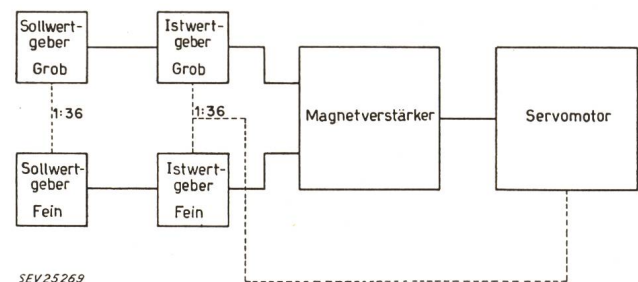 Sollwert-
geber
Grob
Istwert-
geber
Grob
1:36
1:36
Magnetverstärker
Servomotor
Sollwert-
geber
Fein
Istwert-
geber
Fein
SEV25269